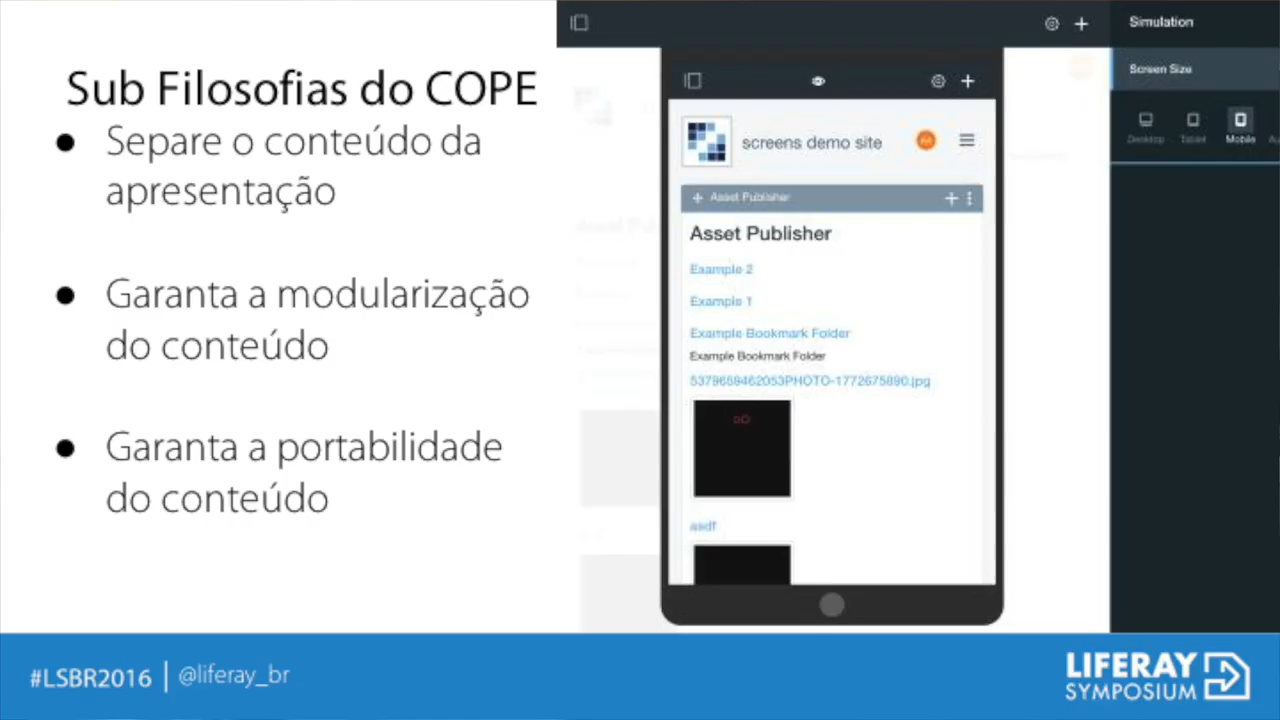 Sub Filosofias do COPE
● Separe o conteúdo da
apresentação
● Garanta a modularização
do conteúdo
● Garanta a portabilidade
do conteúdo
Simulation
Screen Size
Desktop Tablet Mobile
screens demo site
Asset Publisher
Asset Publisher
Example 2
Example 1
Example Bookmark Folder
Example Bookmark Folder
5379659462053PHOTO-1772675890.jpg
asdf
#LSBR2016 | @liferay_br
LIFERAY
SYMPOSIUM